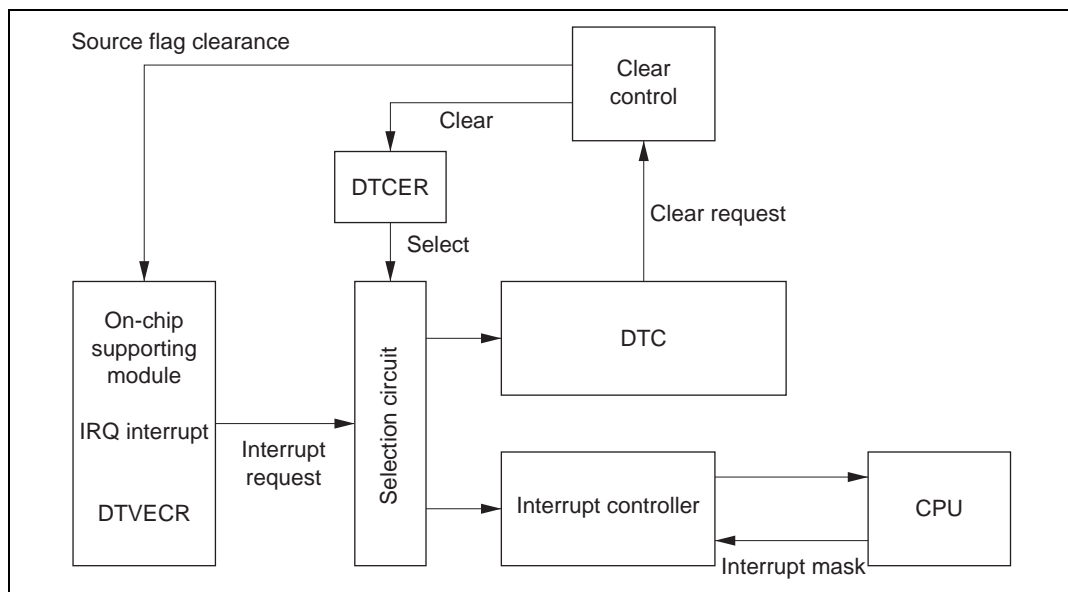 Source flag clearance
Clear
control
Clear
DTCER
Clear request
Select
On-chip
supporting
module
IRQ interrupt
DTVECR
Interrupt
request
Selection circuit
DTC
Interrupt controller
CPU
Interrupt mask